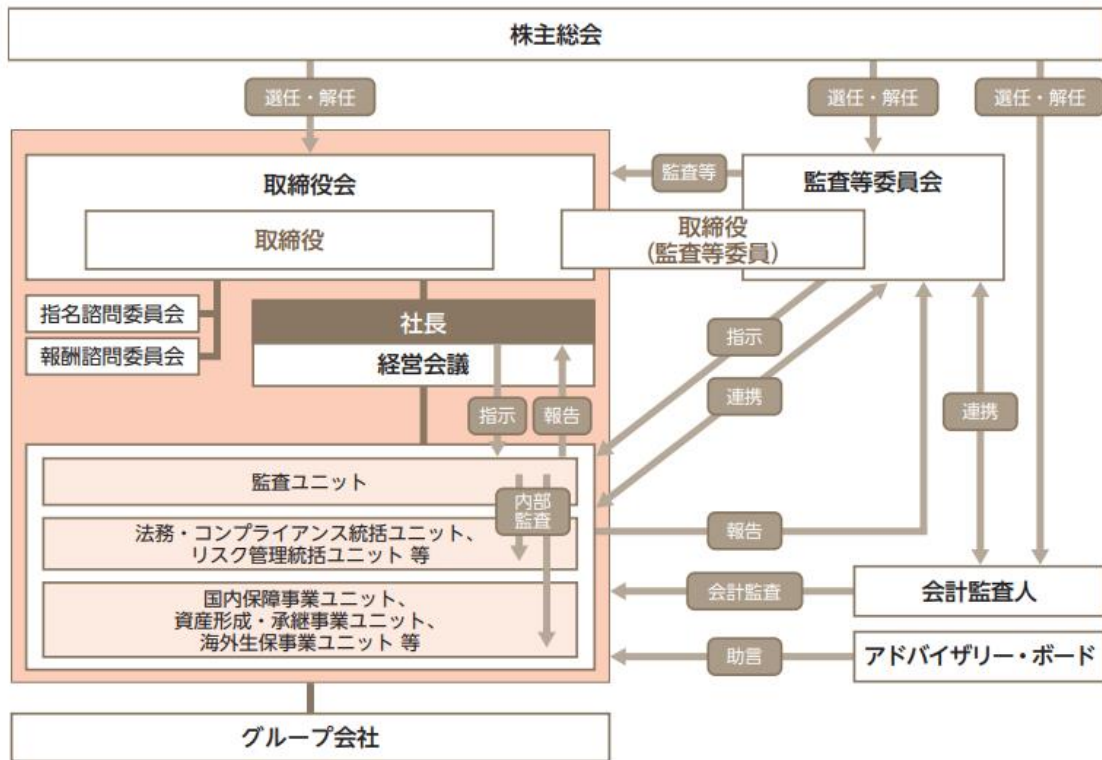 株主総会
選任・解任
選任・解任
選任・解任
取締役会
取締役
監査等
監査等委員会
取締役
(監査等委員)
指名諮問委員会
報酬諮問委員会
社長
経営会議
指示
報告
指示
連携
連携
監査ユニット
内部
監査
法務・コンプライアンス統括ユニット、
リスク管理統括ユニット 等
報告
国内保障事業ユニット、
資産形成・承継事業ユニット、
海外生保事業ユニット 等
会計監査
会計監査人
助言
アドバイザリー・ボード
グループ会社